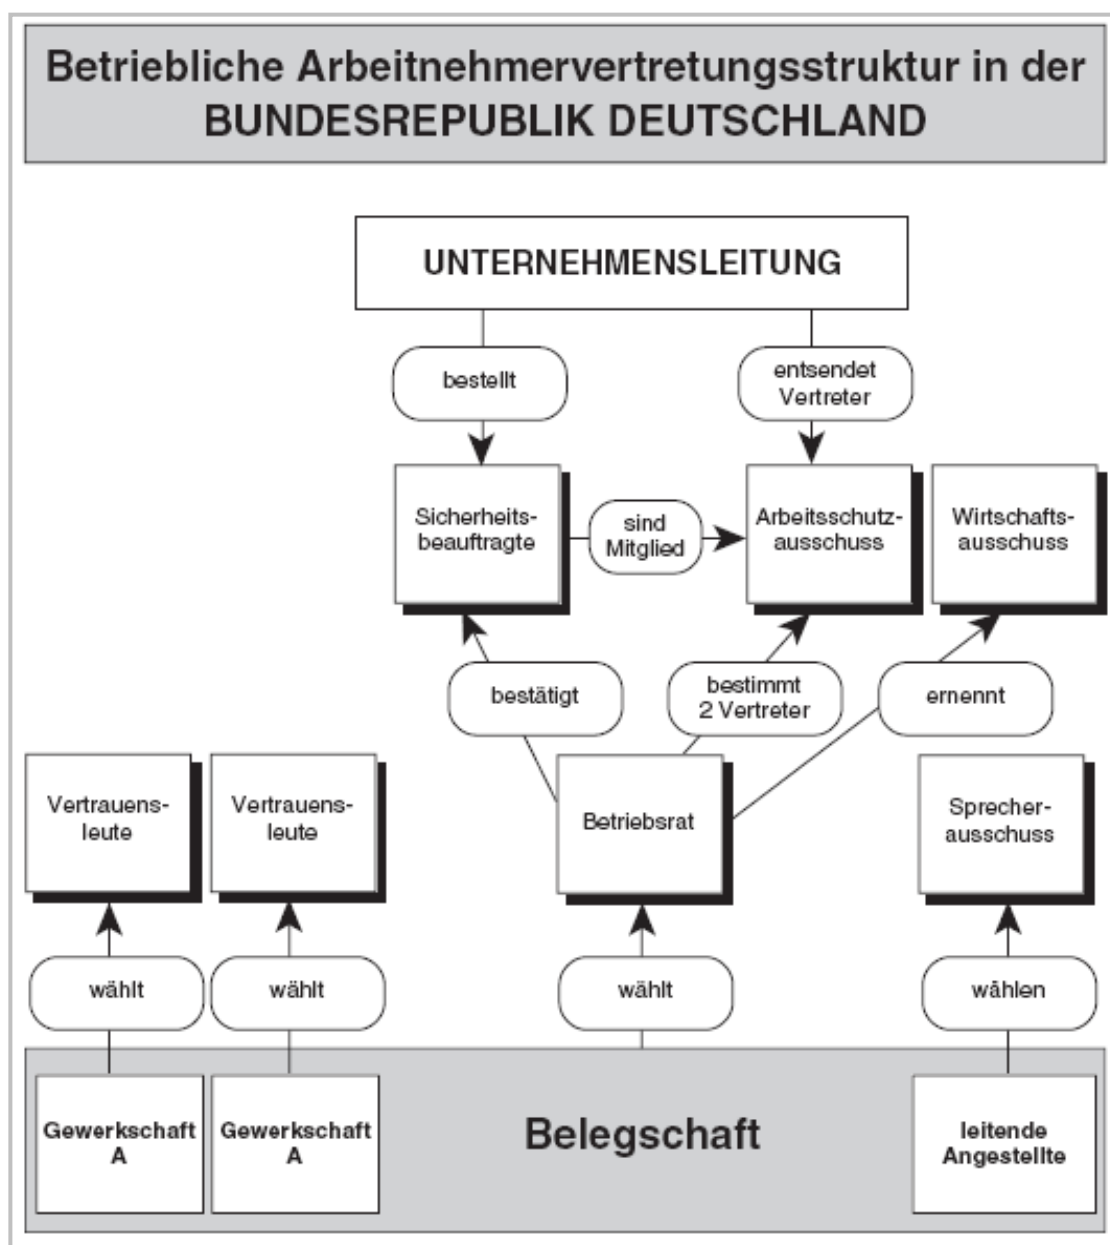 Betriebliche Arbeitnehmervertretungsstruktur in der
BUNDESREPUBLIK DEUTSCHLAND
UNTERNEHMENSLEITUNG
bestellt
entsendet
Vertreter
Sicherheits-
beauftragte
sind
Mitglied
Arbeitsschutz-
ausschuss
Wirtschafts-
ausschuss
bestätigt
bestimmt
2 Vertreter
ernennt
Vertrauens-
leute
Vertrauens-
leute
Betriebsrat
Sprecher-
ausschuss
wählt
wählt
wählt
wählen
Gewerkschaft
A
Gewerkschaft
A
Belegschaft
leitende
Angestellte